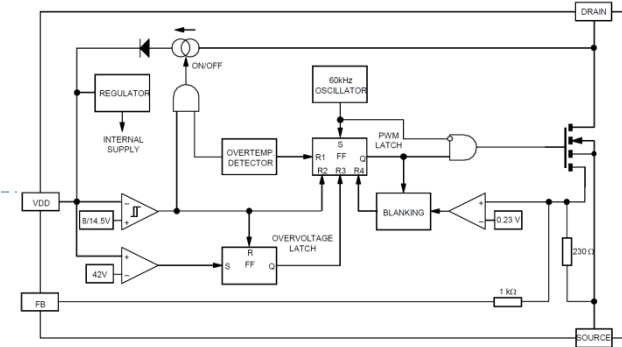 DRAIN
ON/OFF
60kHz
OSCILLATOR
REGULATOR
PWM
LATCH
INTERNAL
SUPPLY
OVERTEMP.
DETECTOR
S
FF
R1
Q
R2 R3 R4
VDD
8/14.5V
BLANKING
0.23 V
OVERVOLTAGE
LATCH
R
FF
S
Q
42V
230 Ω
1 kΩ
FB
SOURCE
+
−
+
−
+
−